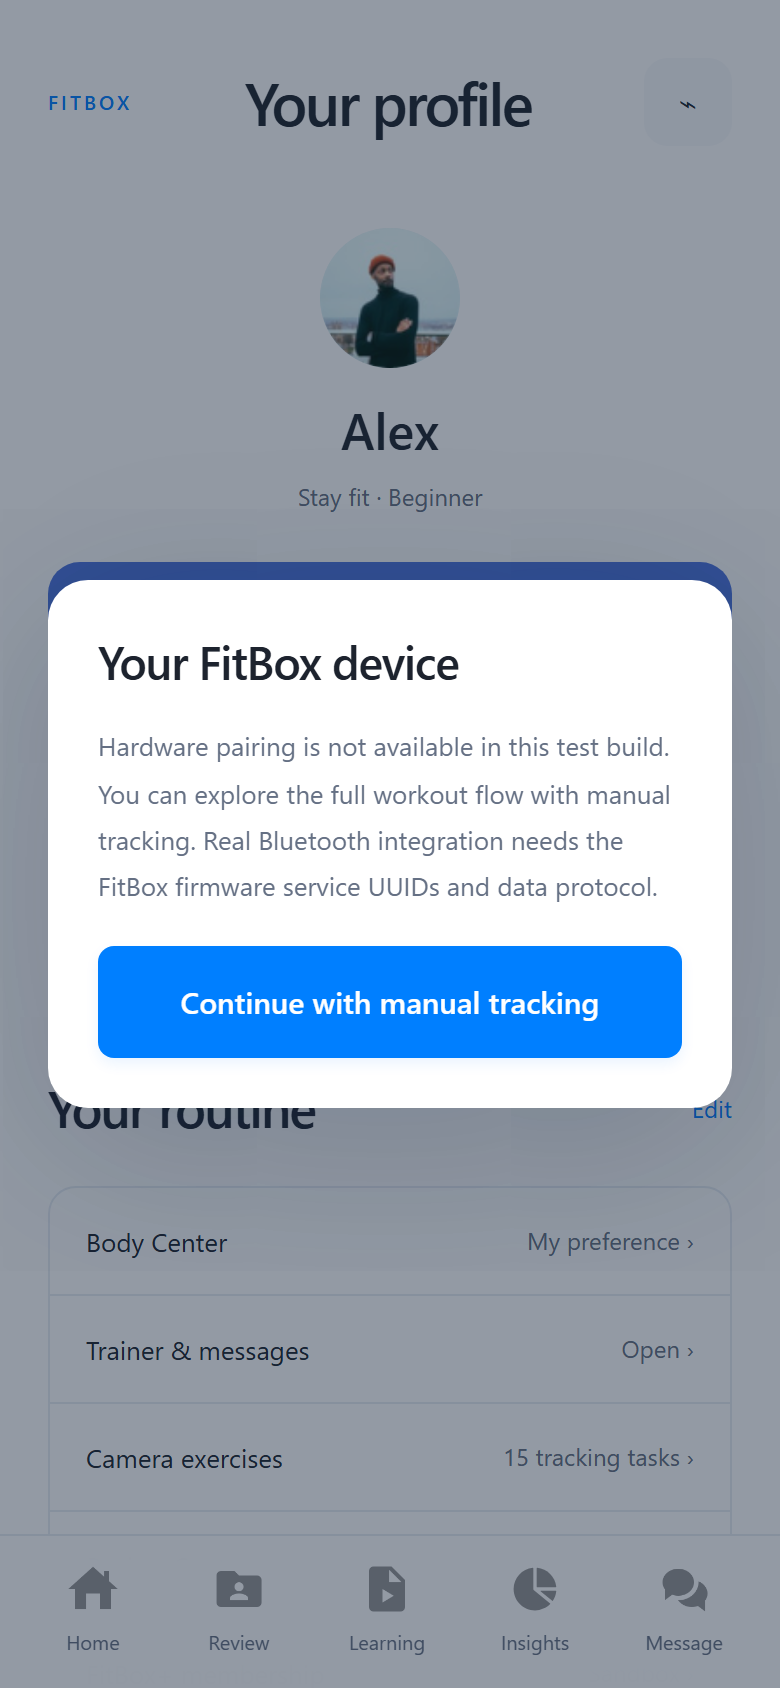 FITBOX
Your profile
Alex
Stay fit · Beginner
Your FitBox device
Hardware pairing is not available in this test build.
You can explore the full workout flow with manual
tracking. Real Bluetooth integration needs the
FitBox firmware service UUIDs and data protocol.
Continue with manual tracking
Your routine
Edit
Body Center
My preference ›
Trainer & messages
Open ›
Camera exercises
15 tracking tasks ›
Home
Review
Learning
Insights
Message